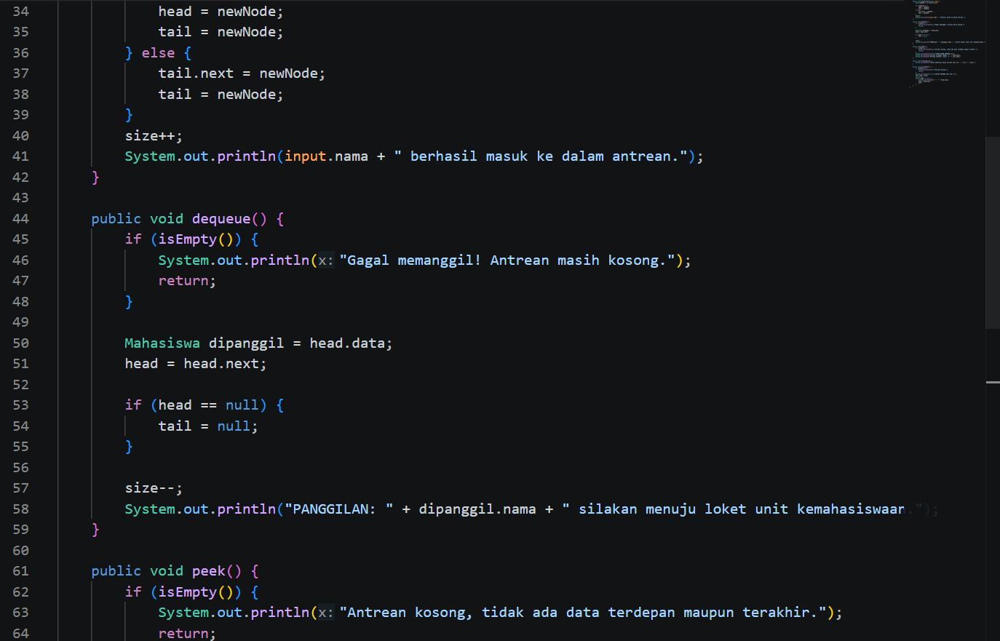 34 head = newNode;
35 tail = newNode;
36 } else {
37 tail.next = newNode;
38 tail = newNode;
39 }
40 size++;
41 System.out.println(input.nama + " berhasil masuk ke dalam antrean.");
42 }
43
44 public void dequeue() {
45 if (isEmpty()) {
46 System.out.println(x: "Gagal memanggil! Antrean masih kosong.");
47 return;
48 }
49
50 Mahasiswa dipanggil = head.data;
51 head = head.next;
52
53 if (head == null) {
54 tail = null;
55 }
56
57 size--;
58 System.out.println("PANGGILAN: " + dipanggil.nama + " silakan menuju loket unit kemahasiswaan.");
59 }
60
61 public void peek() {
62 if (isEmpty()) {
63 System.out.println(x: "Antrean kosong, tidak ada data terdepan maupun terakhir.");
64 return;